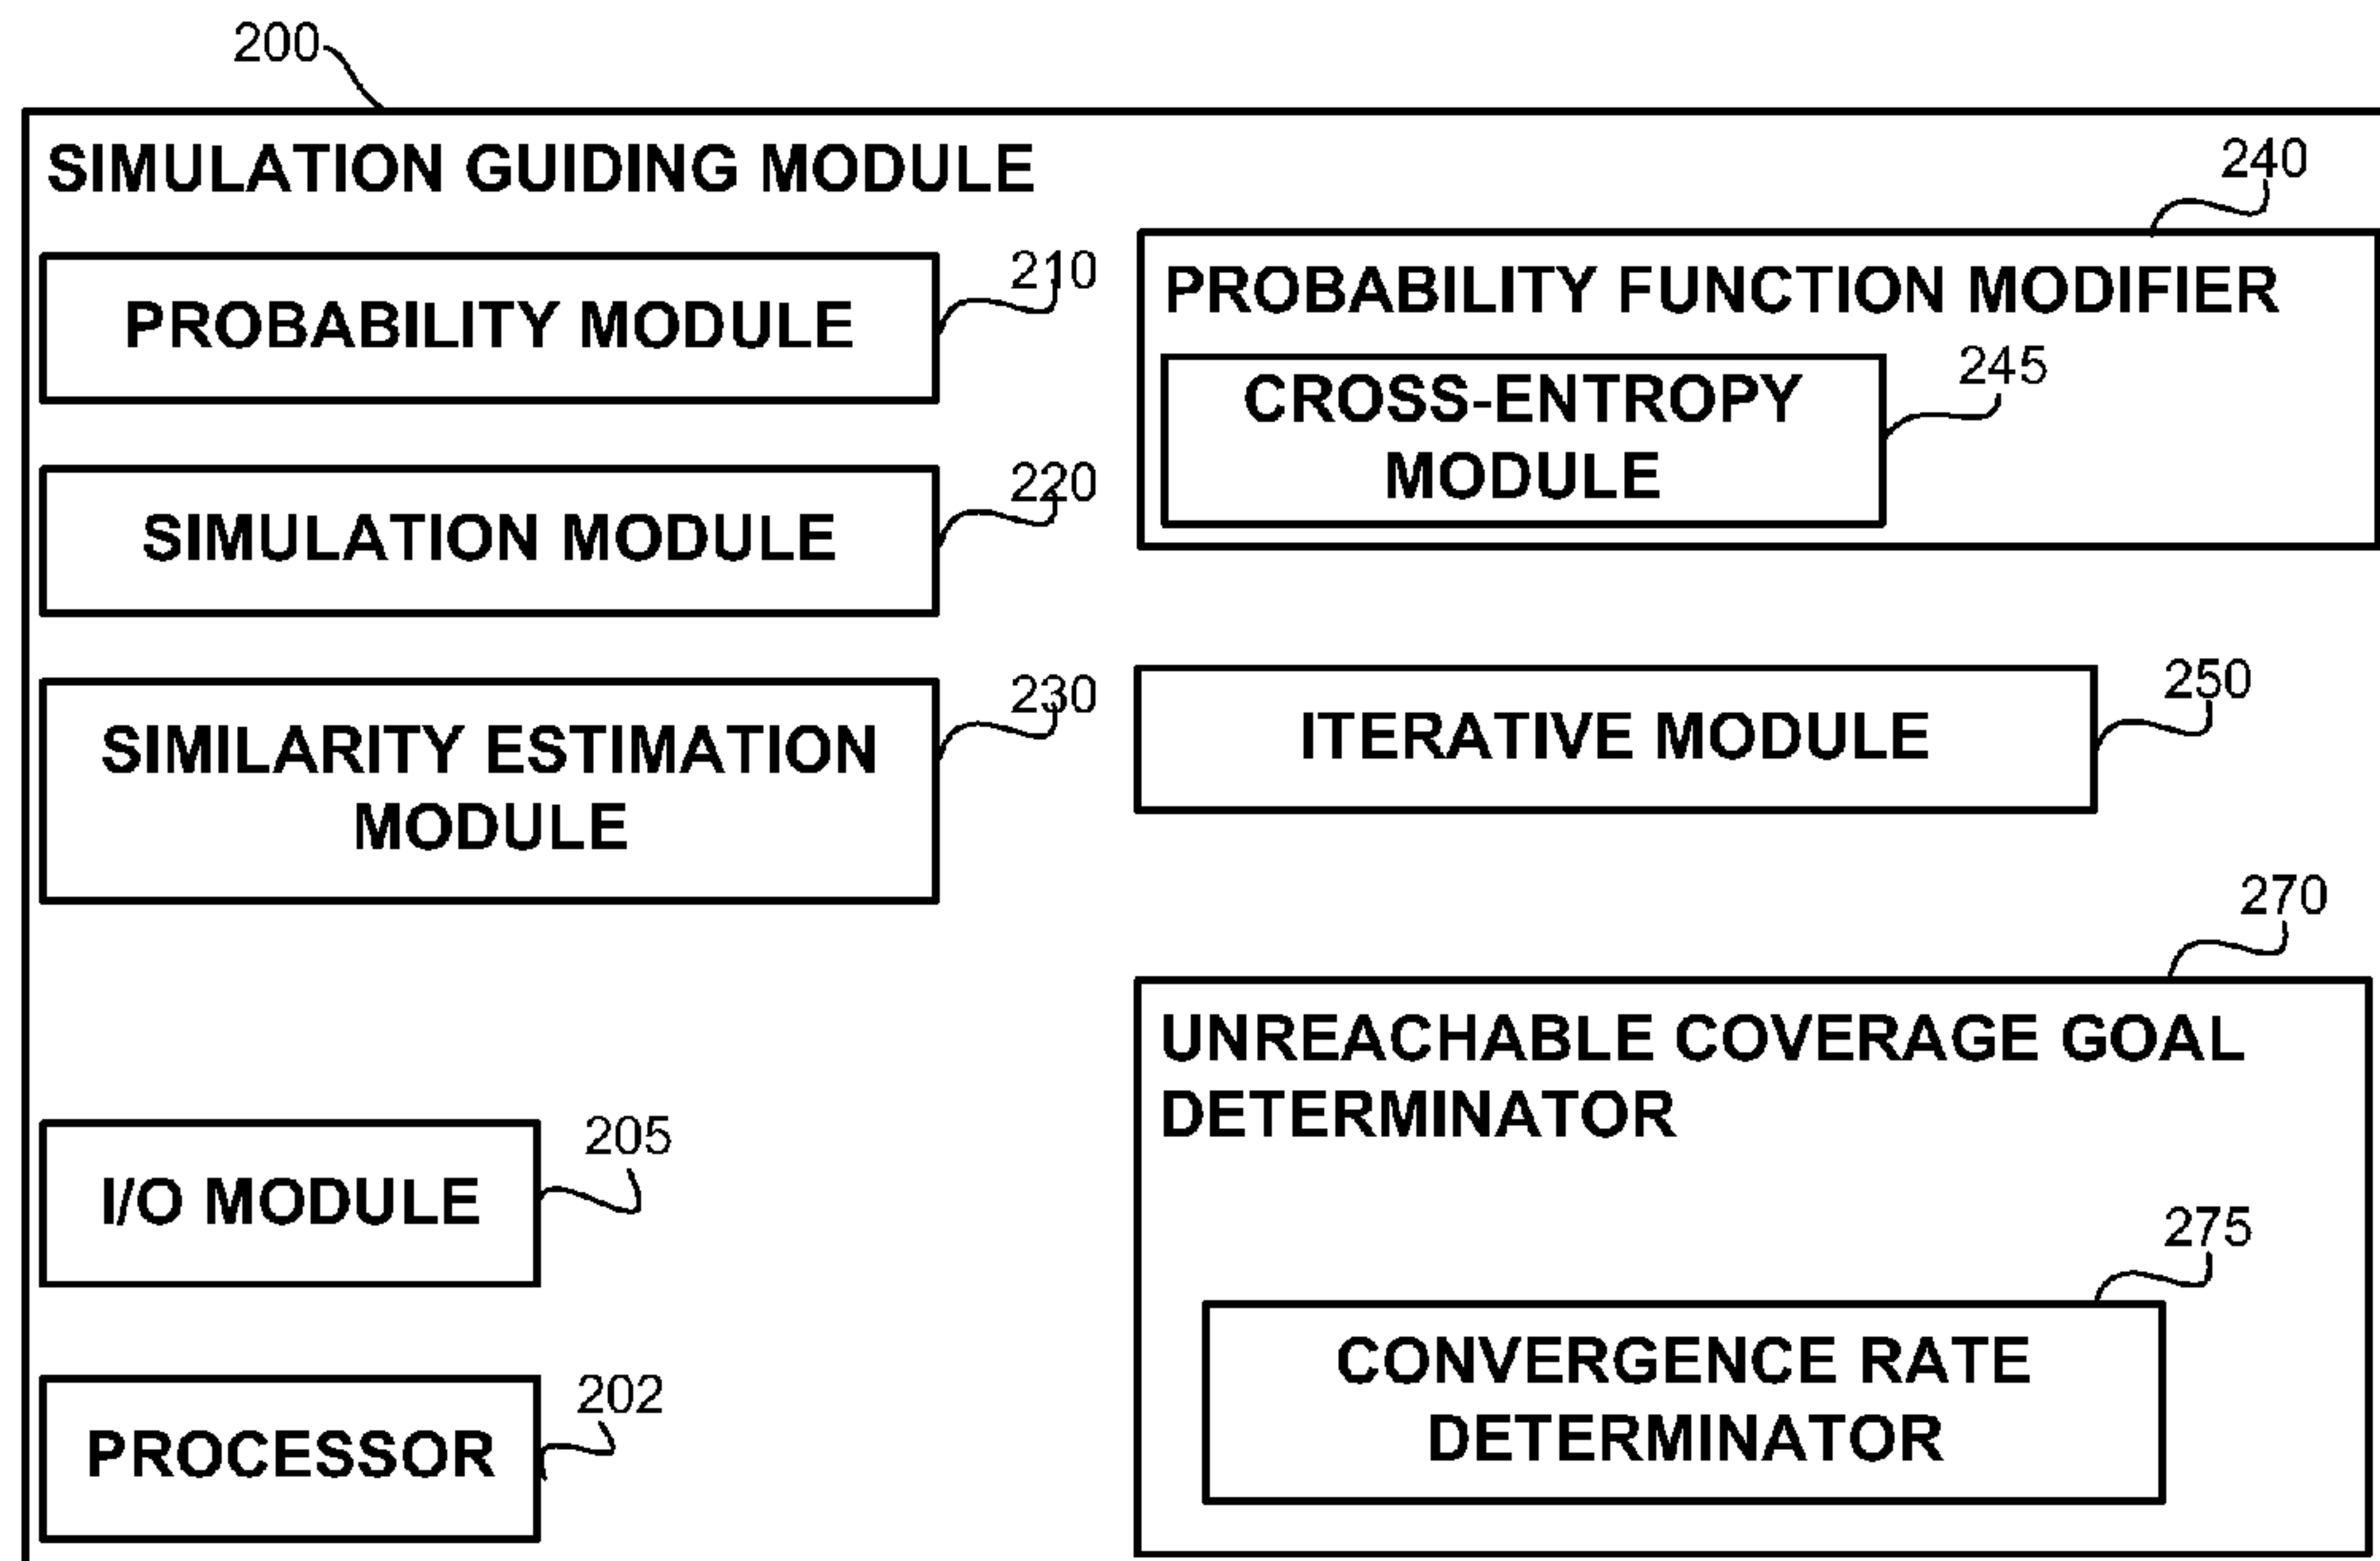 200
SIMULATION GUIDING MODULE
210
PROBABILITY MODULE
220
SIMULATION MODULE
230
SIMILARITY ESTIMATION
MODULE
205
I/O MODULE
202
PROCESSOR
240
PROBABILITY FUNCTION MODIFIER
245
CROSS-ENTROPY
MODULE
250
ITERATIVE MODULE
270
UNREACHABLE COVERAGE GOAL
DETERMINATOR
275
CONVERGENCE RATE
DETERMINATOR